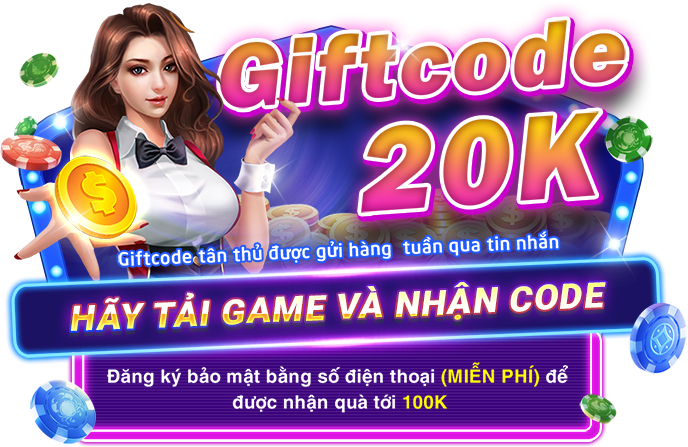 Giftcode
20K
Giftcode tân thủ được gửi hàng tuần qua tin nhắn
HÃY TẢI GAME VÀ NHẬN CODE
Đăng ký bảo mật bằng số điện thoại (MIỄN PHÍ) để
được nhận quà tới 100K